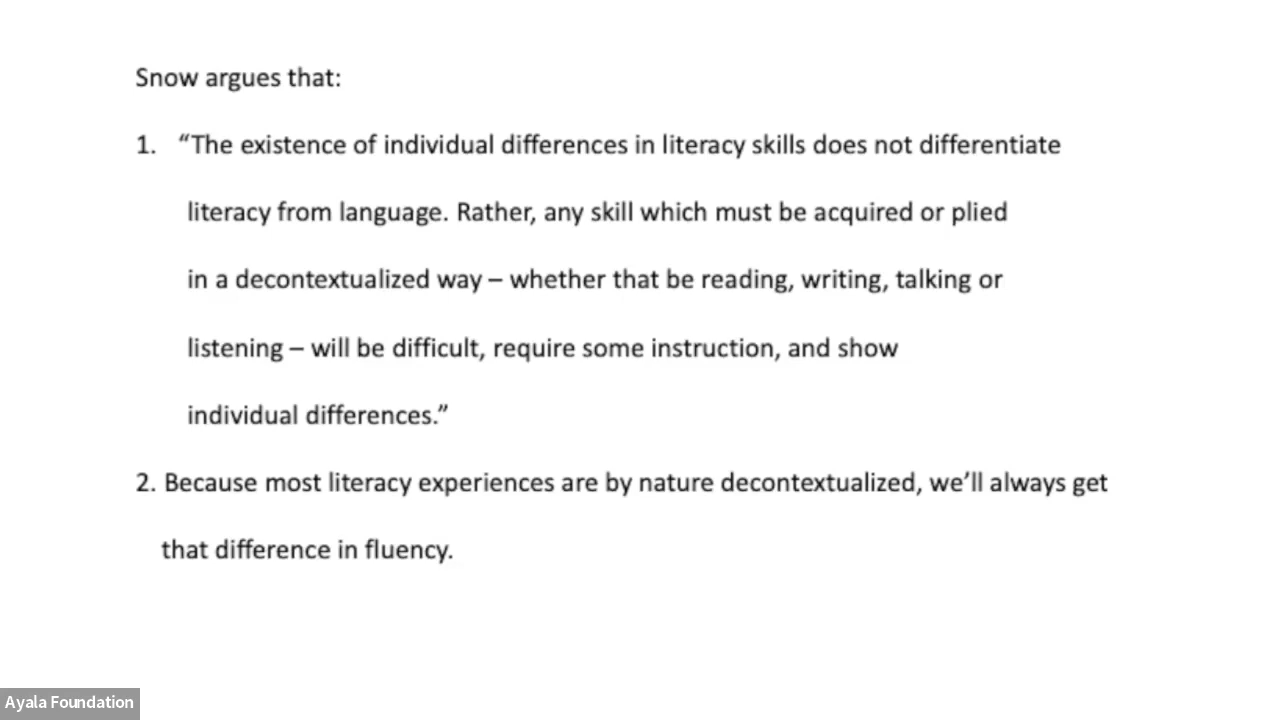 Snow argues that:
1. “The existence of individual differences in literacy skills does not differentiate
literacy from language. Rather, any skill which must be acquired or plied
in a decontextualized way – whether that be reading, writing, talking or
listening – will be difficult, require some instruction, and show
individual differences.”
2. Because most literacy experiences are by nature decontextualized, we’ll always get
that difference in fluency.
Ayala Foundation